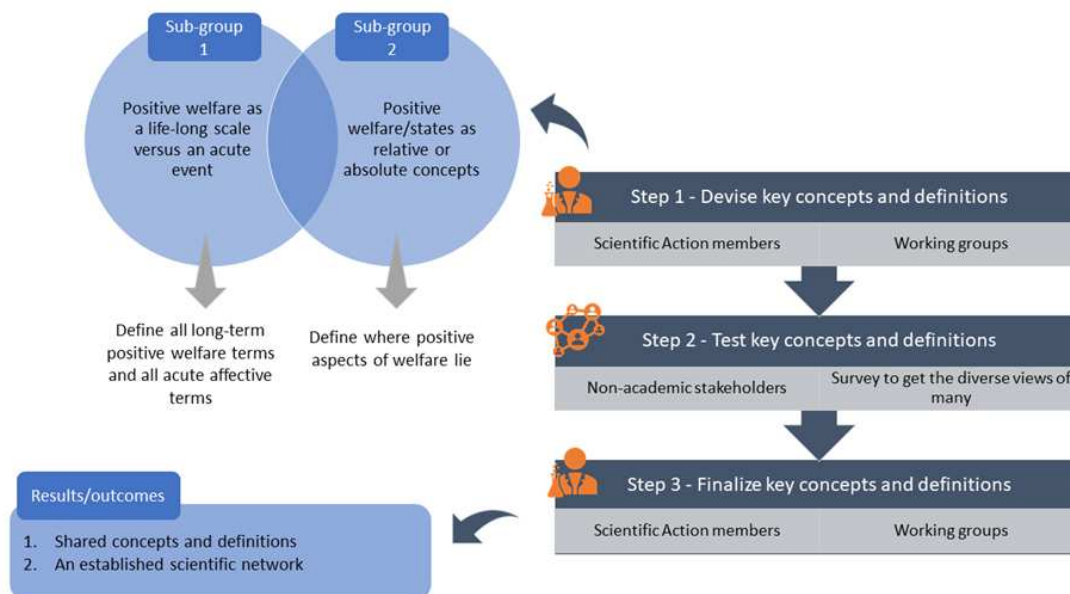 Sub-group
1
Sub-group
2
Positive welfare as
a life-long scale
versus an acute
event
Positive
welfare/states as
relative or
absolute concepts
Define all long-term
positive welfare terms
and all acute affective
terms
Define where positive
aspects of welfare lie
Step 1 - Devise key concepts and definitions
Scientific Action members
Working groups
Step 2 - Test key concepts and definitions
Non-academic stakeholders
Survey to get the diverse views of
many
Step 3 - Finalize key concepts and definitions
Scientific Action members
Working groups
Results/outcomes
1. Shared concepts and definitions
2. An established scientific network